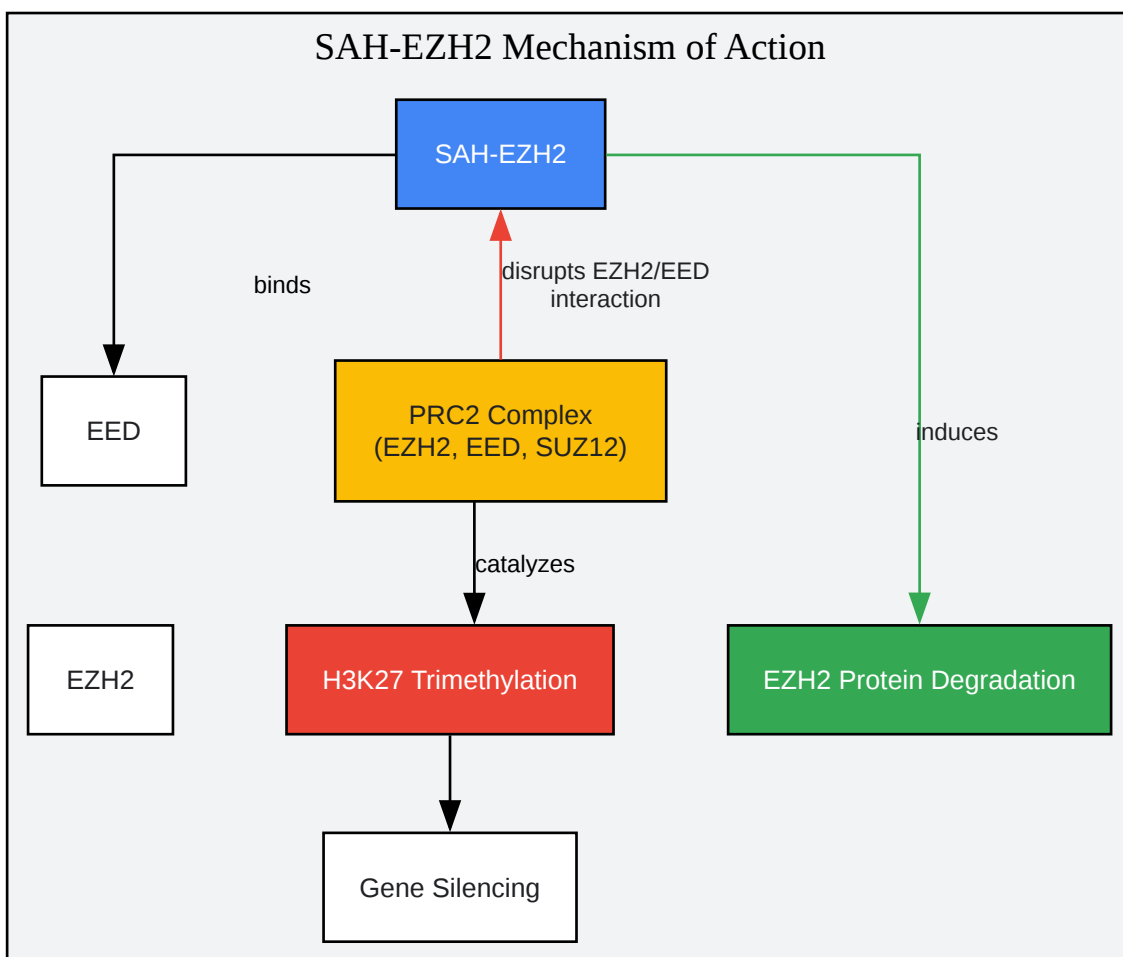 SAH-EZH2 Mechanism of Action
SAH-EZH2
binds
disrupts EZH2/EED
interaction
EED
PRC2 Complex
(EZH2, EED, SUZ12)
induces
catalyzes
EZH2
H3K27 Trimethylation
EZH2 Protein Degradation
Gene Silencing